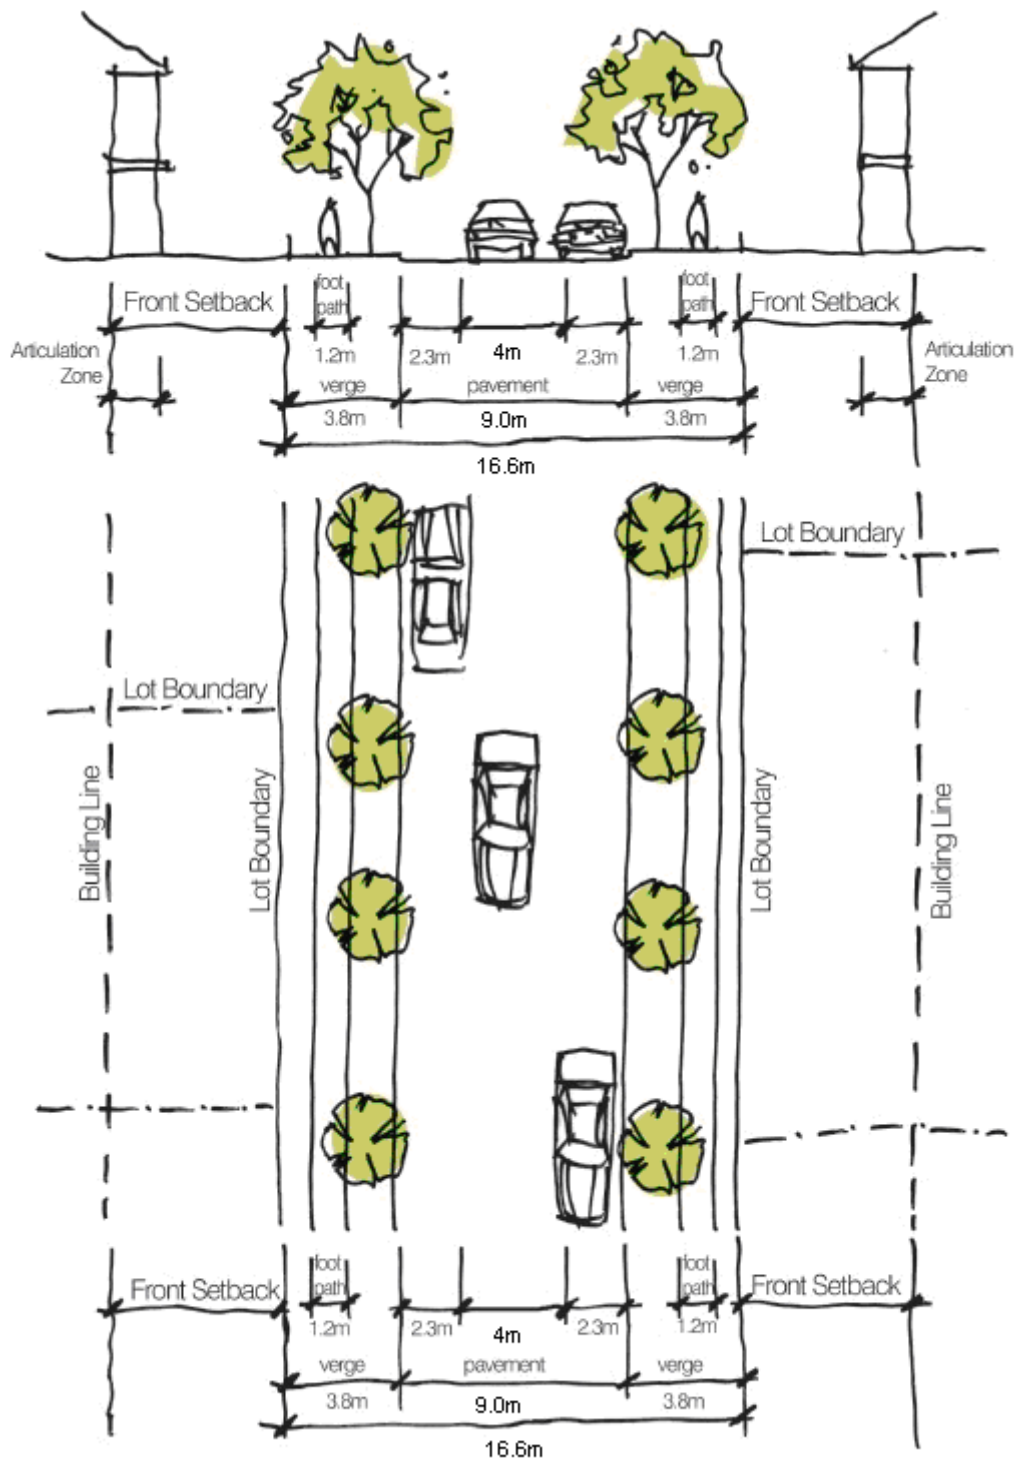 Front Setback
foot
path
foot
path
Front Setback
Articulation
Zone
1.2m
2.3m
4m
2.3m
1.2m
Articulation
Zone
verge
pavement
verge
3.8m
9.0m
3.8m
16.6m
Lot Boundary
Lot Boundary
Building Line
Lot Boundary
Lot Boundary
Building Line
Front Setback
foot
path
foot
path
Front Setback
1.2m
2.3m
4m
2.3m
1.2m
verge
pavement
verge
3.8m
9.0m
3.8m
16.6m